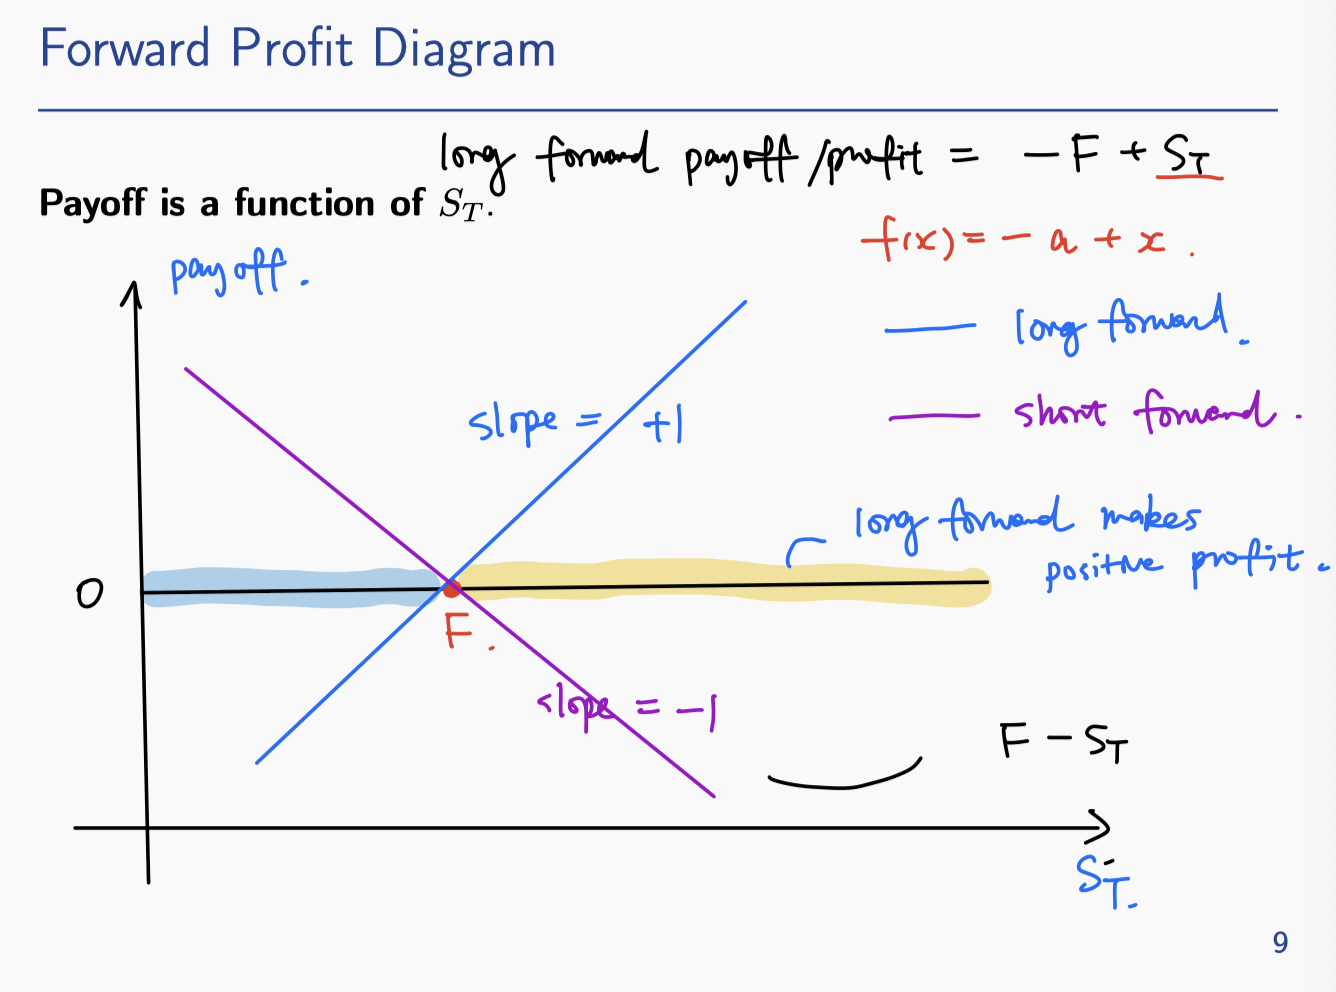 Forward Profit Diagram
long forward payoff/profit = -F + S_T
Payoff is a function of S_T.
f(x) = -a + x.
payoff.
long forward.
slope = +1
short forward.
long forward makes
positive profit.
0
F.
slope = -1
F - S_T
S_T.
9